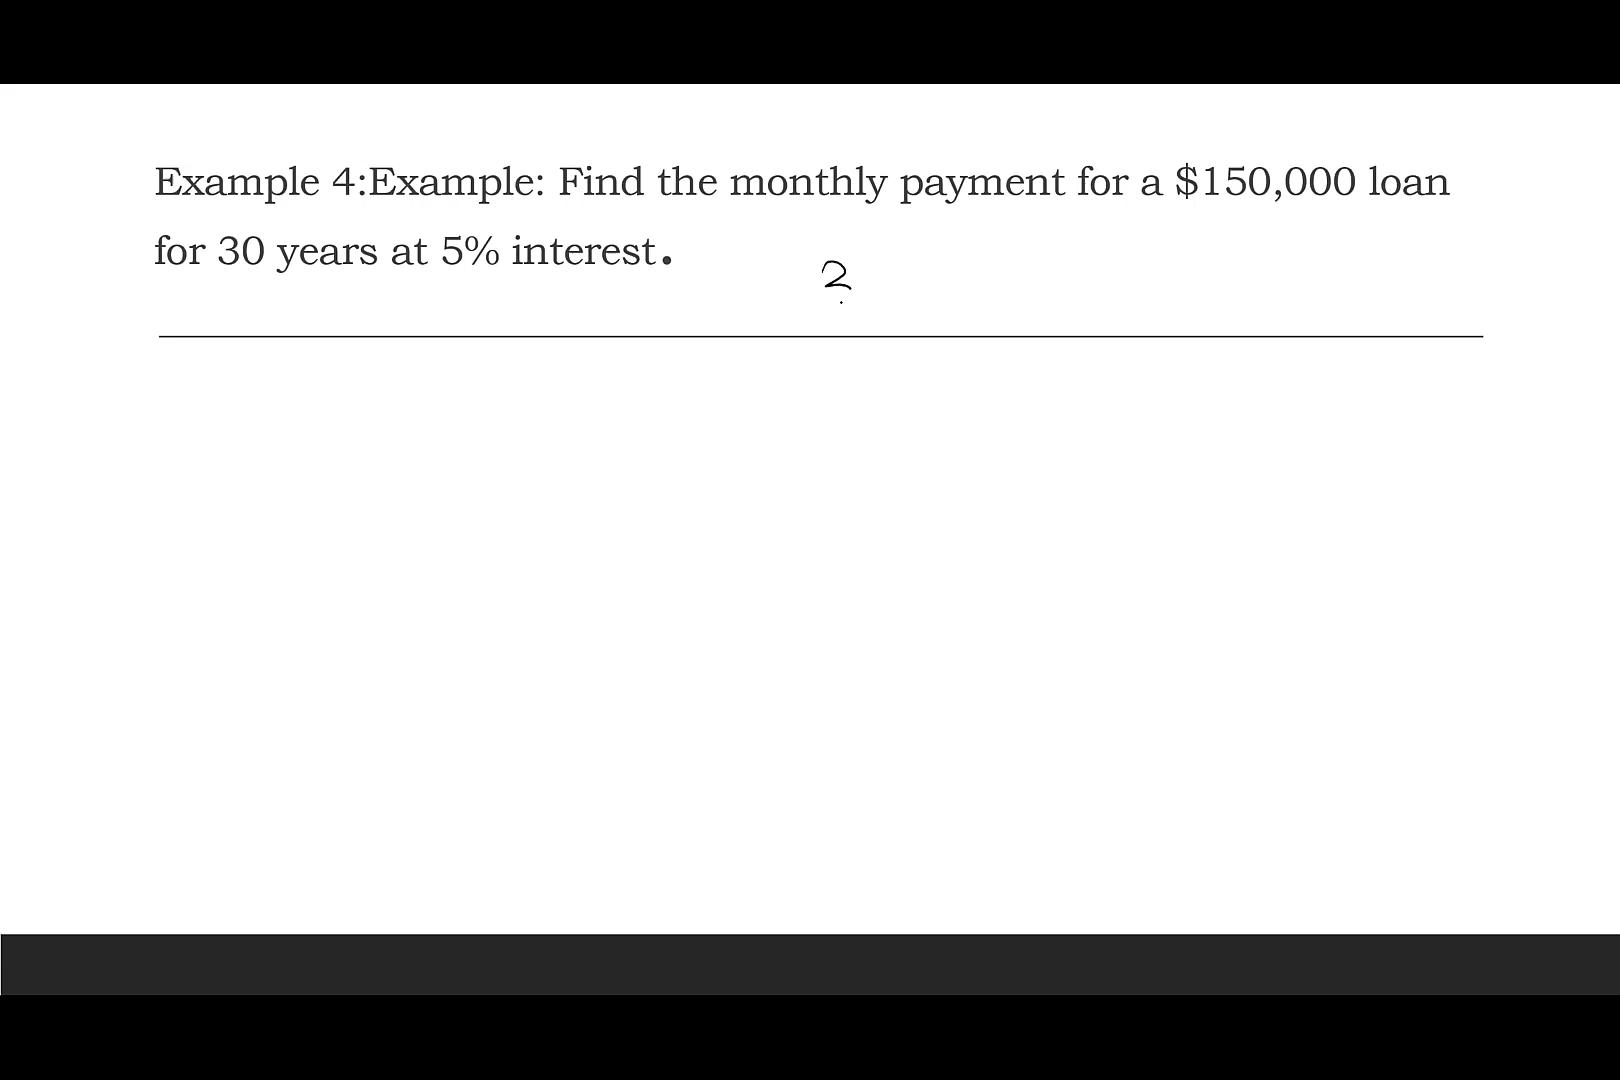 Example 4:Example: Find the monthly payment for a $150,000 loan
for 30 years at 5% interest.
2